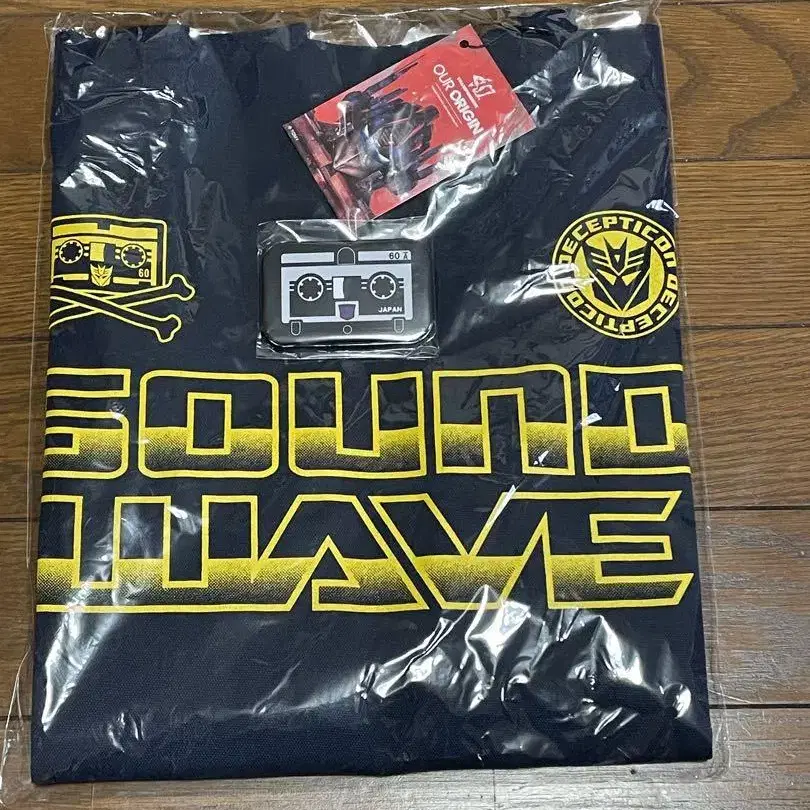 OUR ORIGIN
60 A
JAPAN
60
DECEPTICON DECEPTICO
SOUND
WAVE